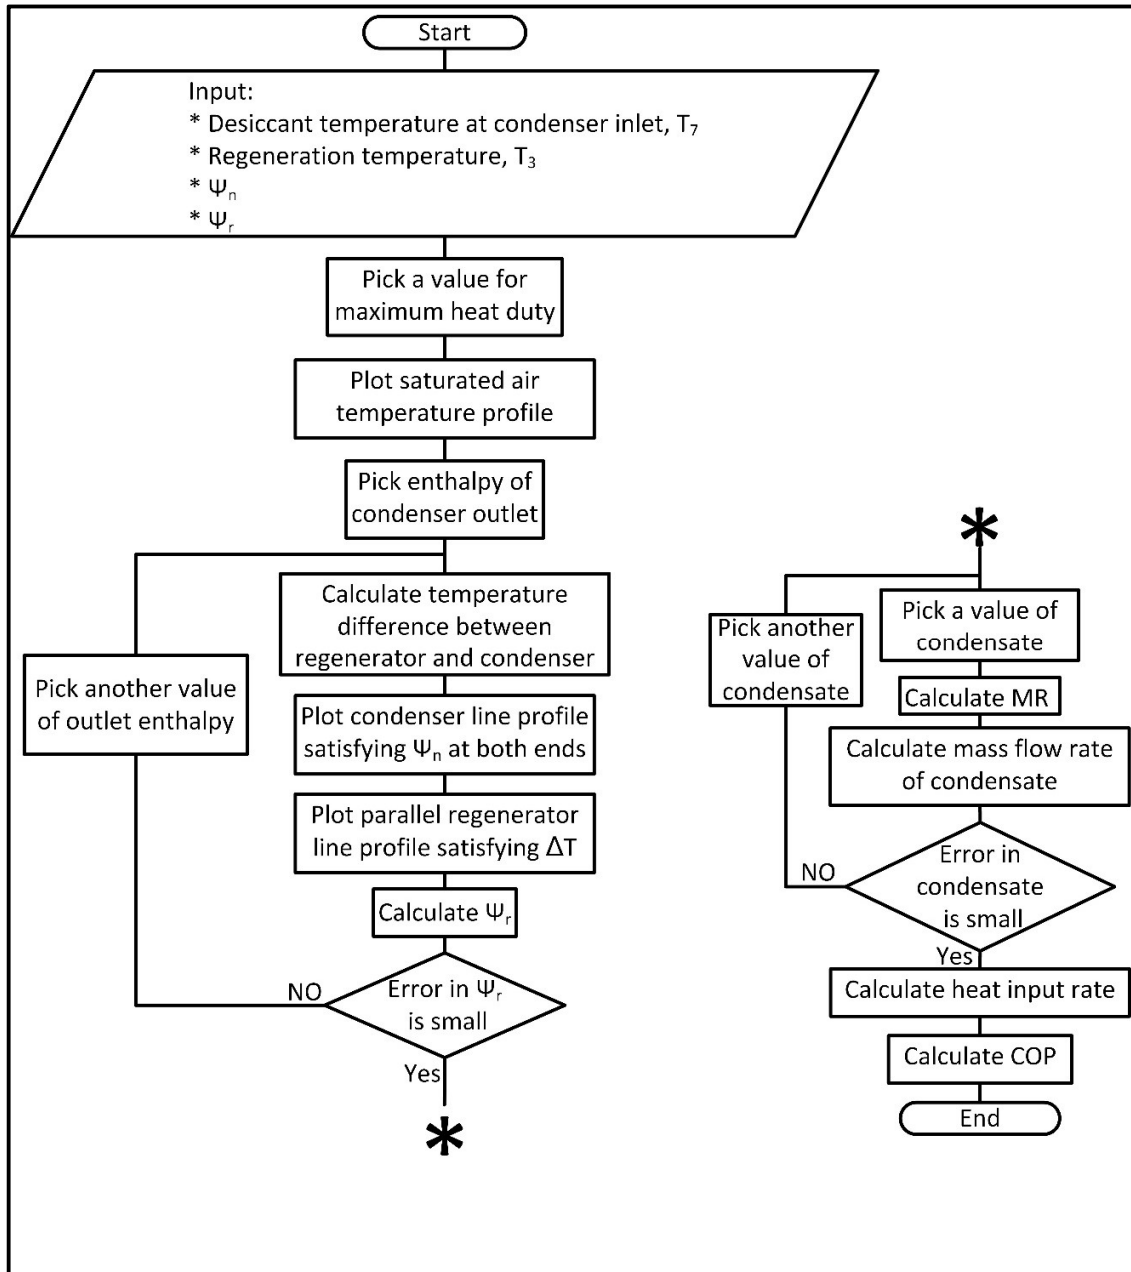 Start
Input:
* Desiccant temperature at condenser inlet, T₇
* Regeneration temperature, T₃
* Ψₙ
* Ψᵣ
Pick a value for
maximum heat duty
Plot saturated air
temperature profile
Pick enthalpy of
condenser outlet
Calculate temperature
difference between
regenerator and condenser
Pick another value
of outlet enthalpy
Plot condenser line profile
satisfying Ψₙ at both ends
Plot parallel regenerator
line profile satisfying ΔT
Calculate Ψᵣ
NO
Error in Ψᵣ
is small
Yes
*
*
Pick a value of
condensate
Pick another
value of
condensate
Calculate MR
Calculate mass flow rate
of condensate
NO
Error in
condensate
is small
Yes
Calculate heat input rate
Calculate COP
End